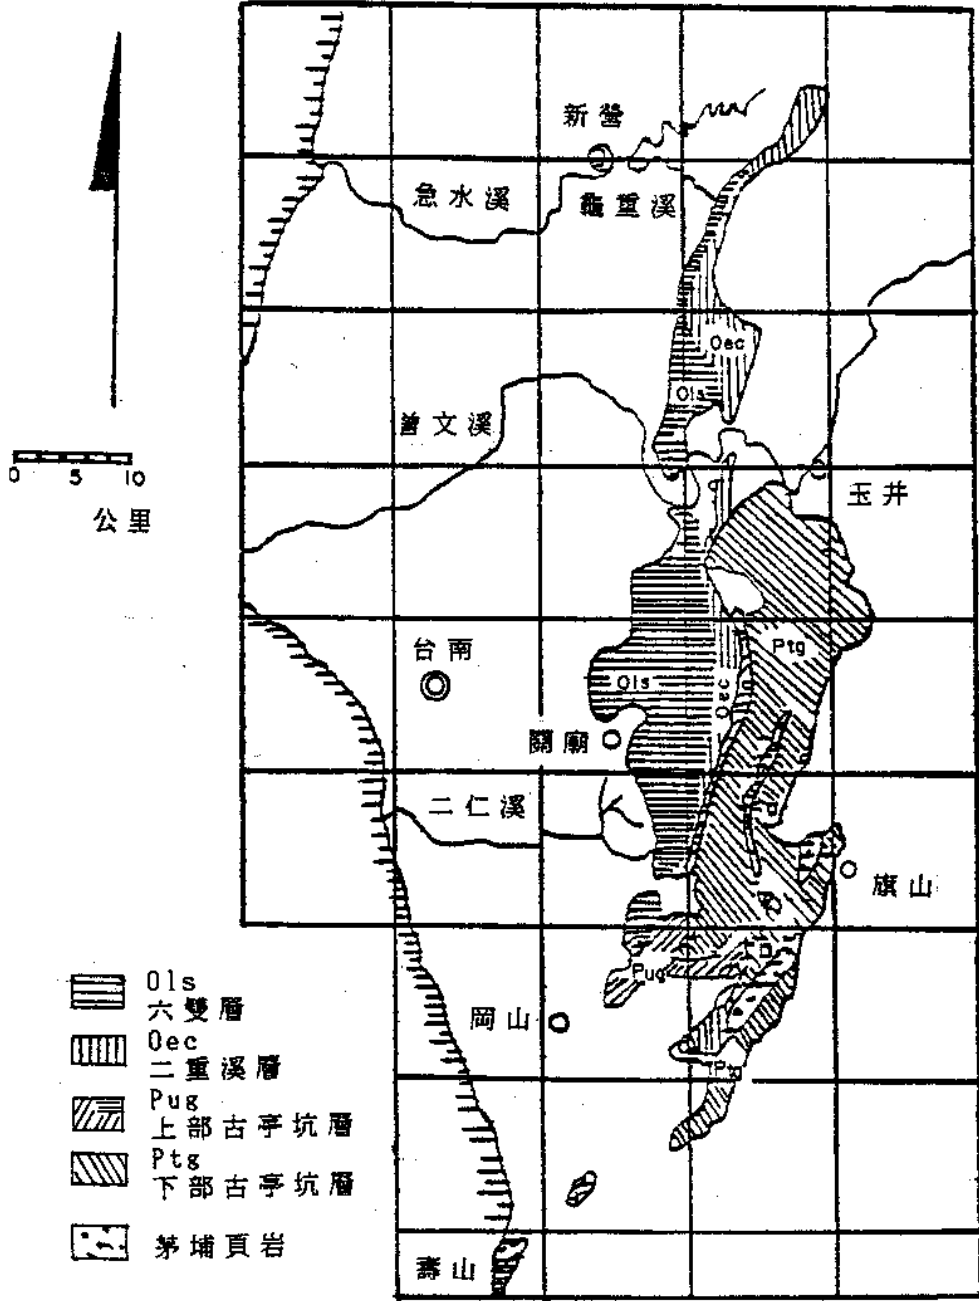 新營
急水溪
龜重溪
Oec
Ols
曾文溪
0 5 10
公里
玉井
台南
Ptg
Ols
Oec
關廟
二仁溪
P
旗山
Pug
岡山
Ptg
Ols
六雙層
Oec
二重溪層
Pug
上部古亭坑層
Ptg
下部古亭坑層
茅埔頁岩
壽山